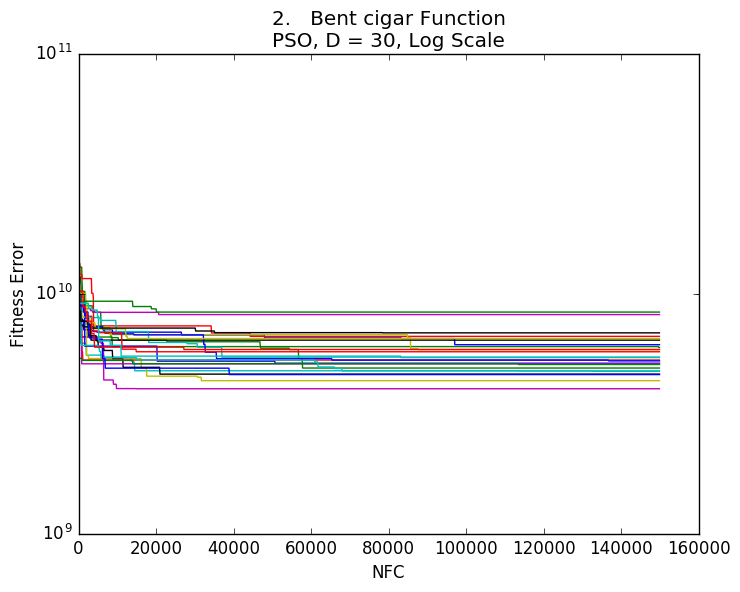 2.   Bent cigar Function
PSO, D = 30, Log Scale
10^11
10^10
10^9
Fitness Error
0 20000 40000 60000 80000 100000 120000 140000 160000
NFC